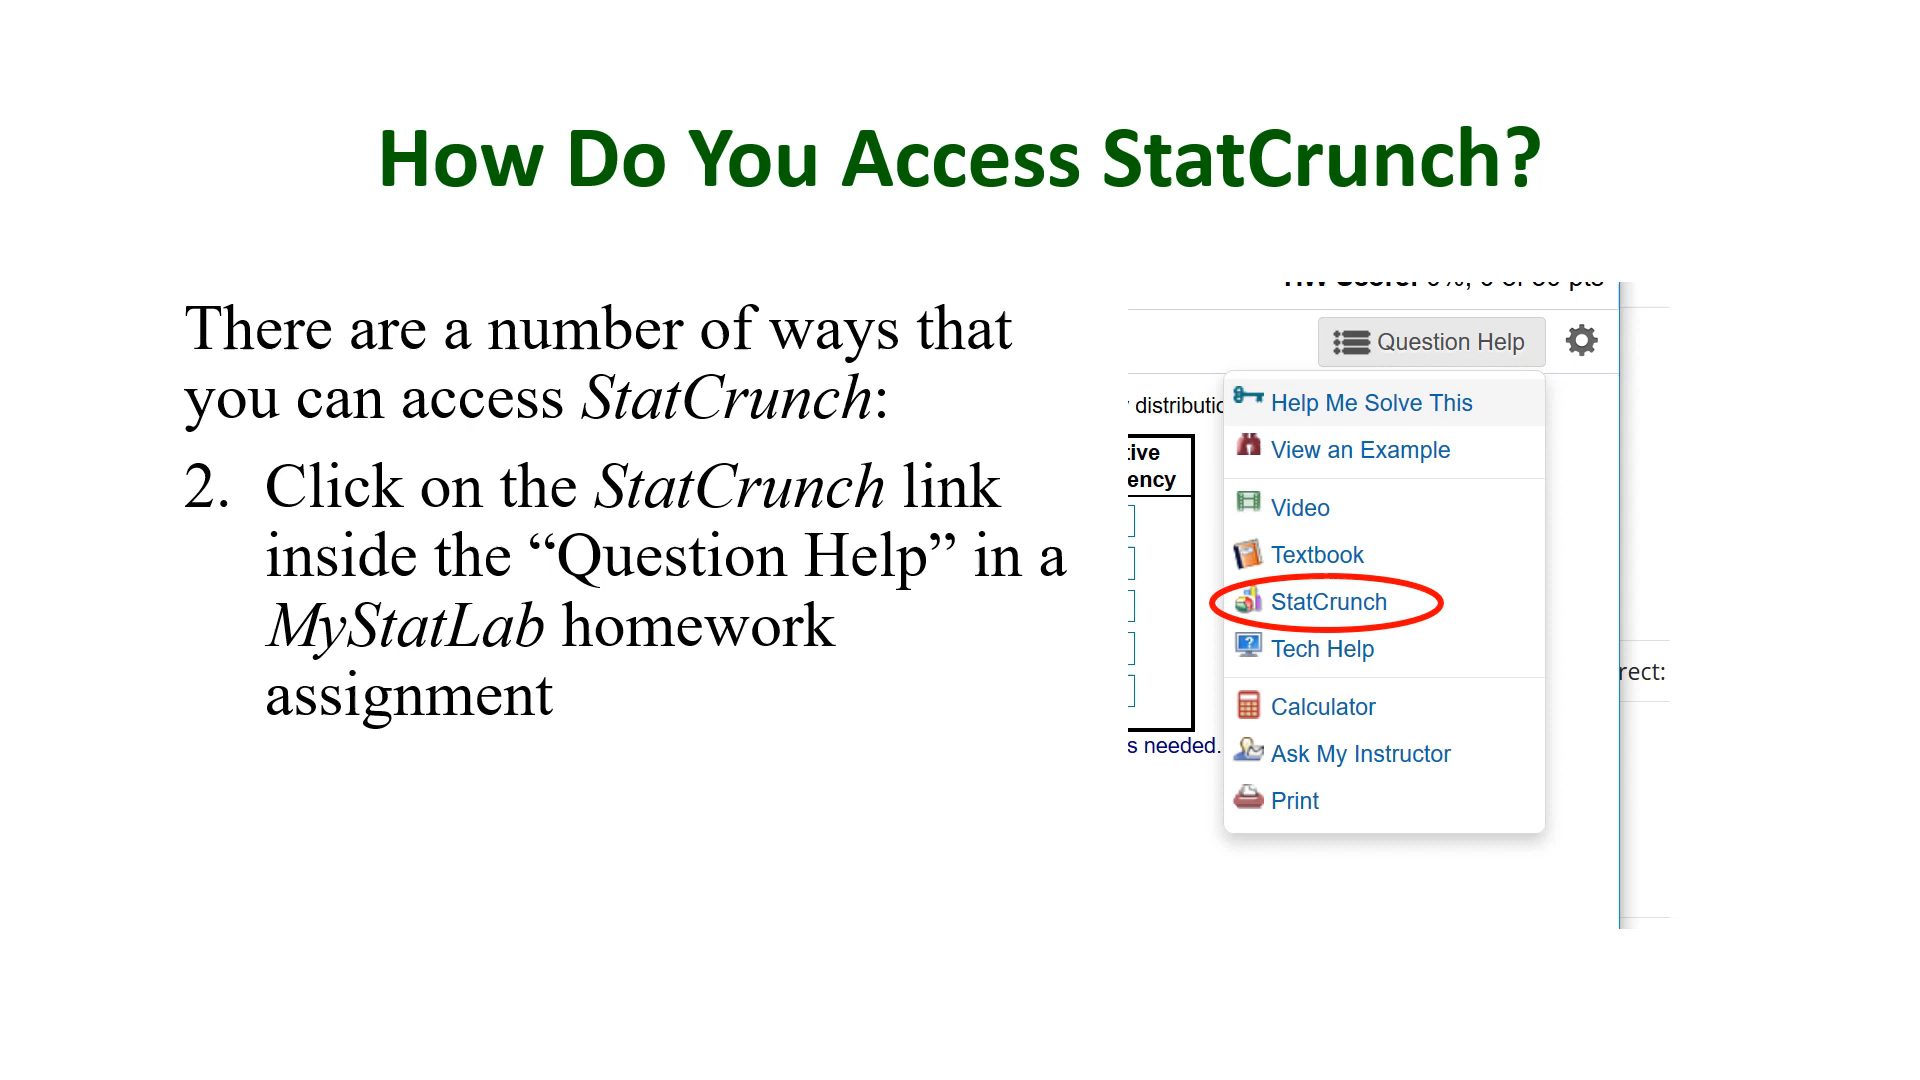 How Do You Access StatCrunch?
There are a number of ways that
you can access StatCrunch:
2. Click on the StatCrunch link
inside the “Question Help” in a
MyStatLab homework
assignment
Question Help
Help Me Solve This
View an Example
Video
Textbook
StatCrunch
Tech Help
Calculator
Ask My Instructor
Print
distributic
tive
ency
s needed.
rect: